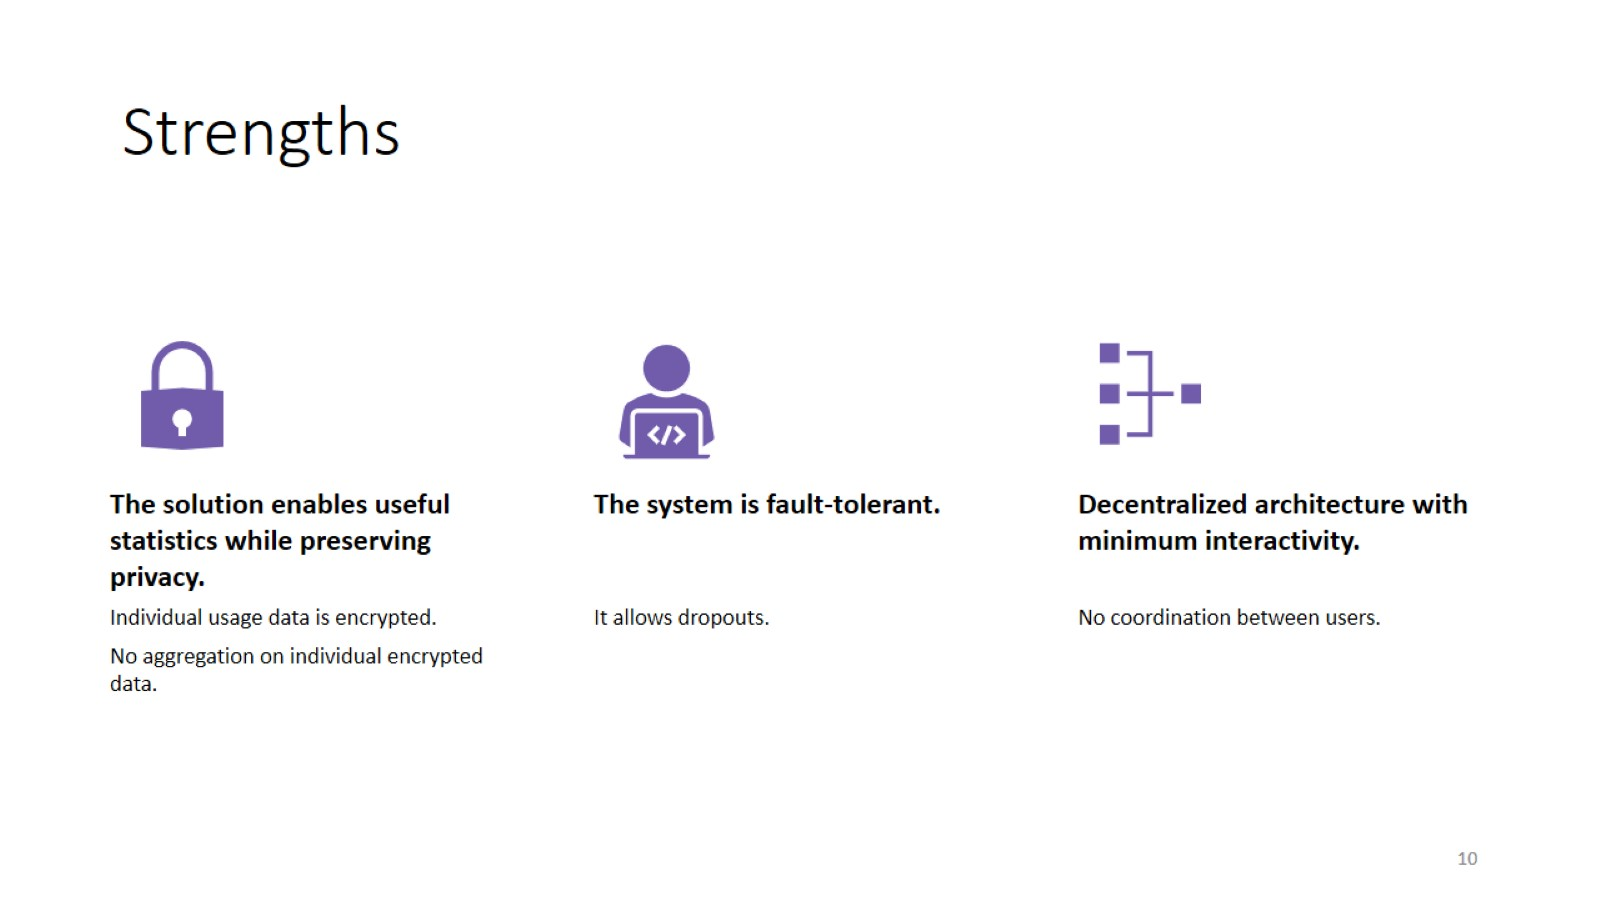 Strengths
The solution enables useful
statistics while preserving
privacy.
Individual usage data is encrypted.
No aggregation on individual encrypted
data.
</>
The system is fault-tolerant.
It allows dropouts.
Decentralized architecture with
minimum interactivity.
No coordination between users.
10